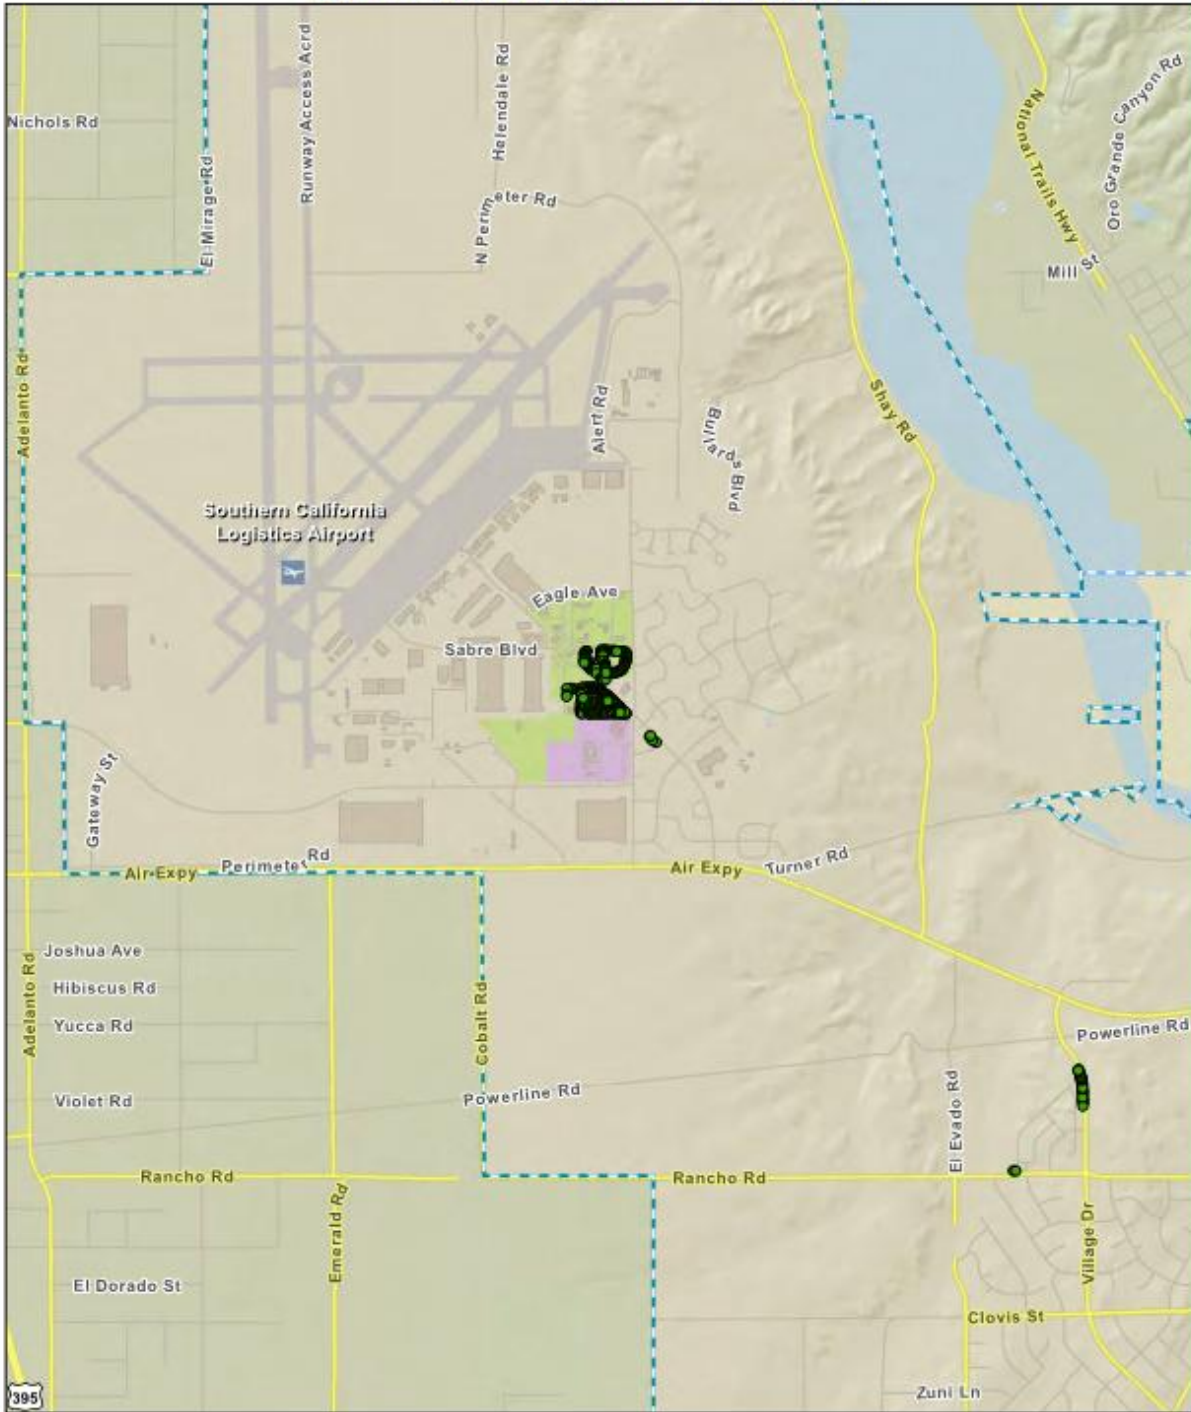 Nichols Rd
El Mirage Rd
Runway Access Acrd
Helendale Rd
N Perimeter Rd
National Trails Hwy
Oro Grande Canyon Rd
Mill St
Adelanto Rd
Alert Rd
Bullards Blvd
Shay Rd
Southern California
Logistics Airport
Eagle Ave
Sabre Blvd
Gateway St
Air Expy
Perimeter Rd
Air Expy
Turner Rd
Joshua Ave
Hibiscus Rd
Yucca Rd
Adelanto Rd
Cobalt Rd
Powerline Rd
Violet Rd
Powerline Rd
El Evado Rd
Rancho Rd
Rancho Rd
Emerald Rd
Village Dr
El Dorado St
Clovis St
395
Zuni Ln